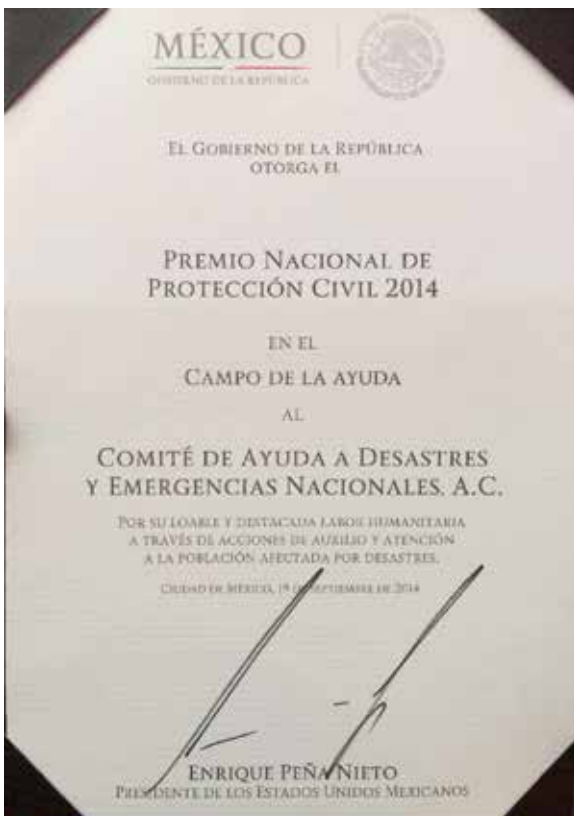 MÉXICO
GOBIERNO DE LA REPÚBLICA
EL GOBIERNO DE LA REPÚBLICA
OTORGA EL
PREMIO NACIONAL DE
PROTECCIÓN CIVIL 2014
EN EL
CAMPO DE LA AYUDA
AL
COMITÉ DE AYUDA A DESASTRES
Y EMERGENCIAS NACIONALES, A.C.
POR SU LOABLE Y DESTACADA LABOR HUMANITARIA
A TRAVÉS DE ACCIONES DE AUXILIO Y ATENCIÓN
A LA POBLACIÓN AFECTADA POR DESASTRES.
CIUDAD DE MÉXICO, 19 DE SEPTIEMBRE DE 2014
ENRIQUE PEÑA NIETO
PRESIDENTE DE LOS ESTADOS UNIDOS MEXICANOS